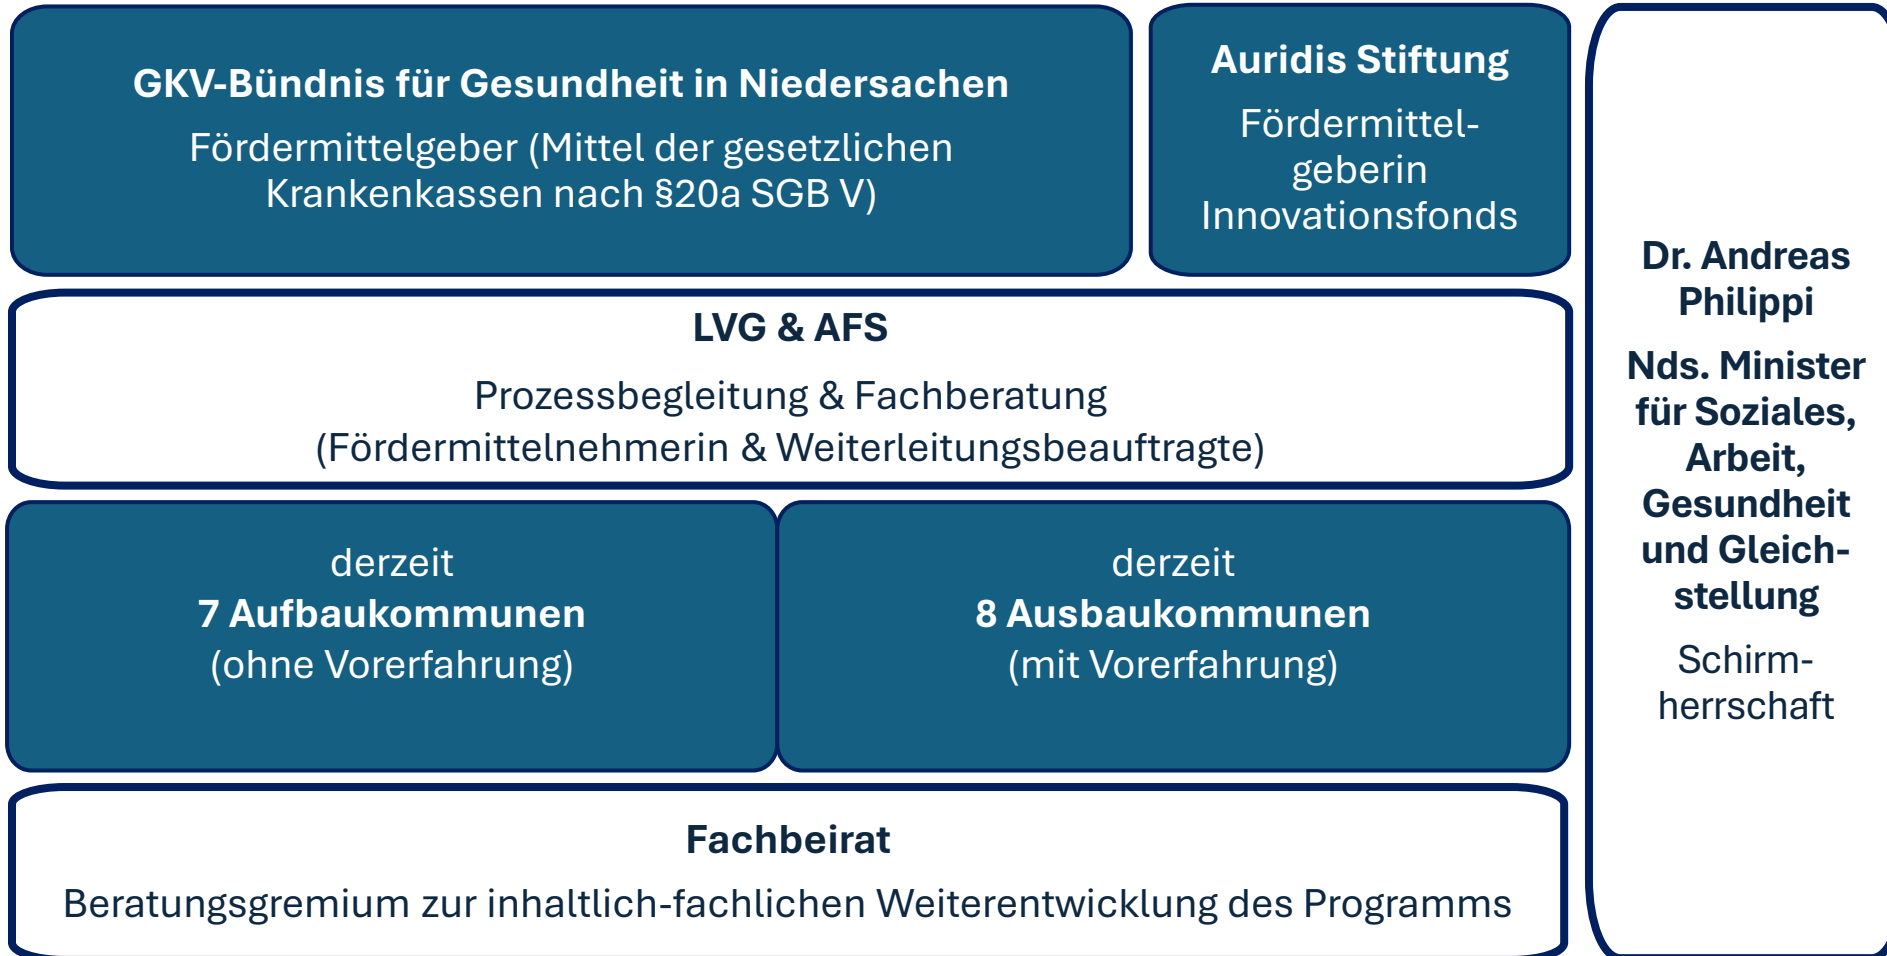 GKV-Bündnis für Gesundheit in Niedersachen
Fördermittelgeber (Mittel der gesetzlichen
Krankenkassen nach §20a SGB V)
Auridis Stiftung
Fördermittel-
geberin
Innovationsfonds
LVG & AFS
Prozessbegleitung & Fachberatung
(Fördermittelnehmerin & Weiterleitungsbeauftragte)
derzeit
7 Aufbaukommunen
(ohne Vorerfahrung)
derzeit
8 Ausbaukommunen
(mit Vorerfahrung)
Fachbeirat
Beratungsgremium zur inhaltlich-fachlichen Weiterentwicklung des Programms
Dr. Andreas
Philippi
Nds. Minister
für Soziales,
Arbeit,
Gesundheit
und Gleich-
stellung
Schirm-
herrschaft